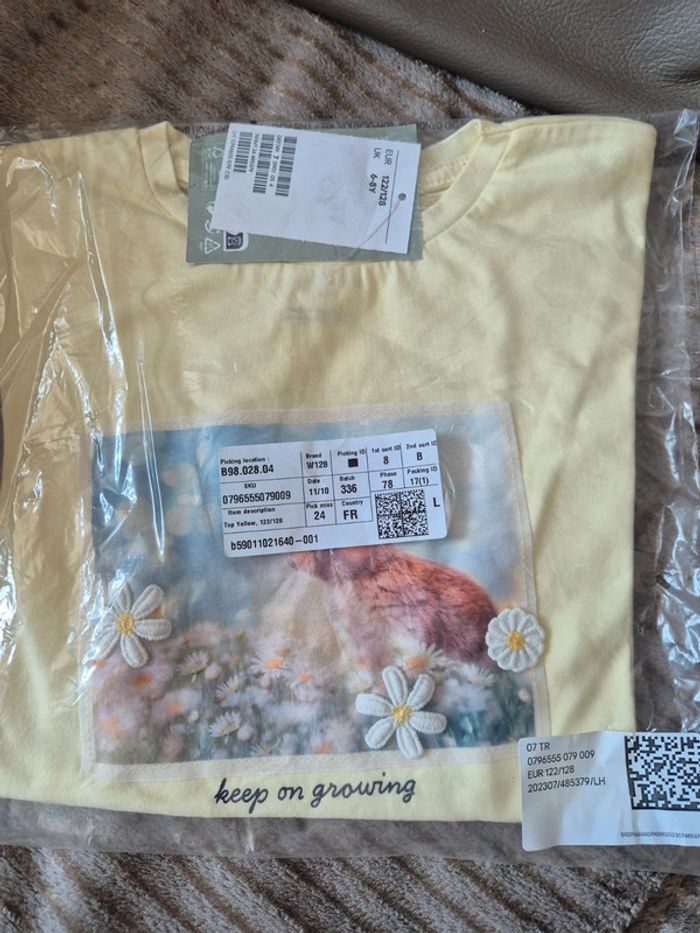 EUR 122/128
UK 6-8Y
Picking location :
B98.028.04
Brand
W128
Picking ID
1st sort ID
8
2nd sort ID
B
SKU
0796555079009
Date :
11/10
Batch
336
Phase
78
Packing ID
17(1)
Item description
Top Yellow, 122/128
Pick miss
24
Country
FR
L
b59011021640-001
keep on growing
07 TR
0796555 079 009
EUR 122/128
202307/485379/LH